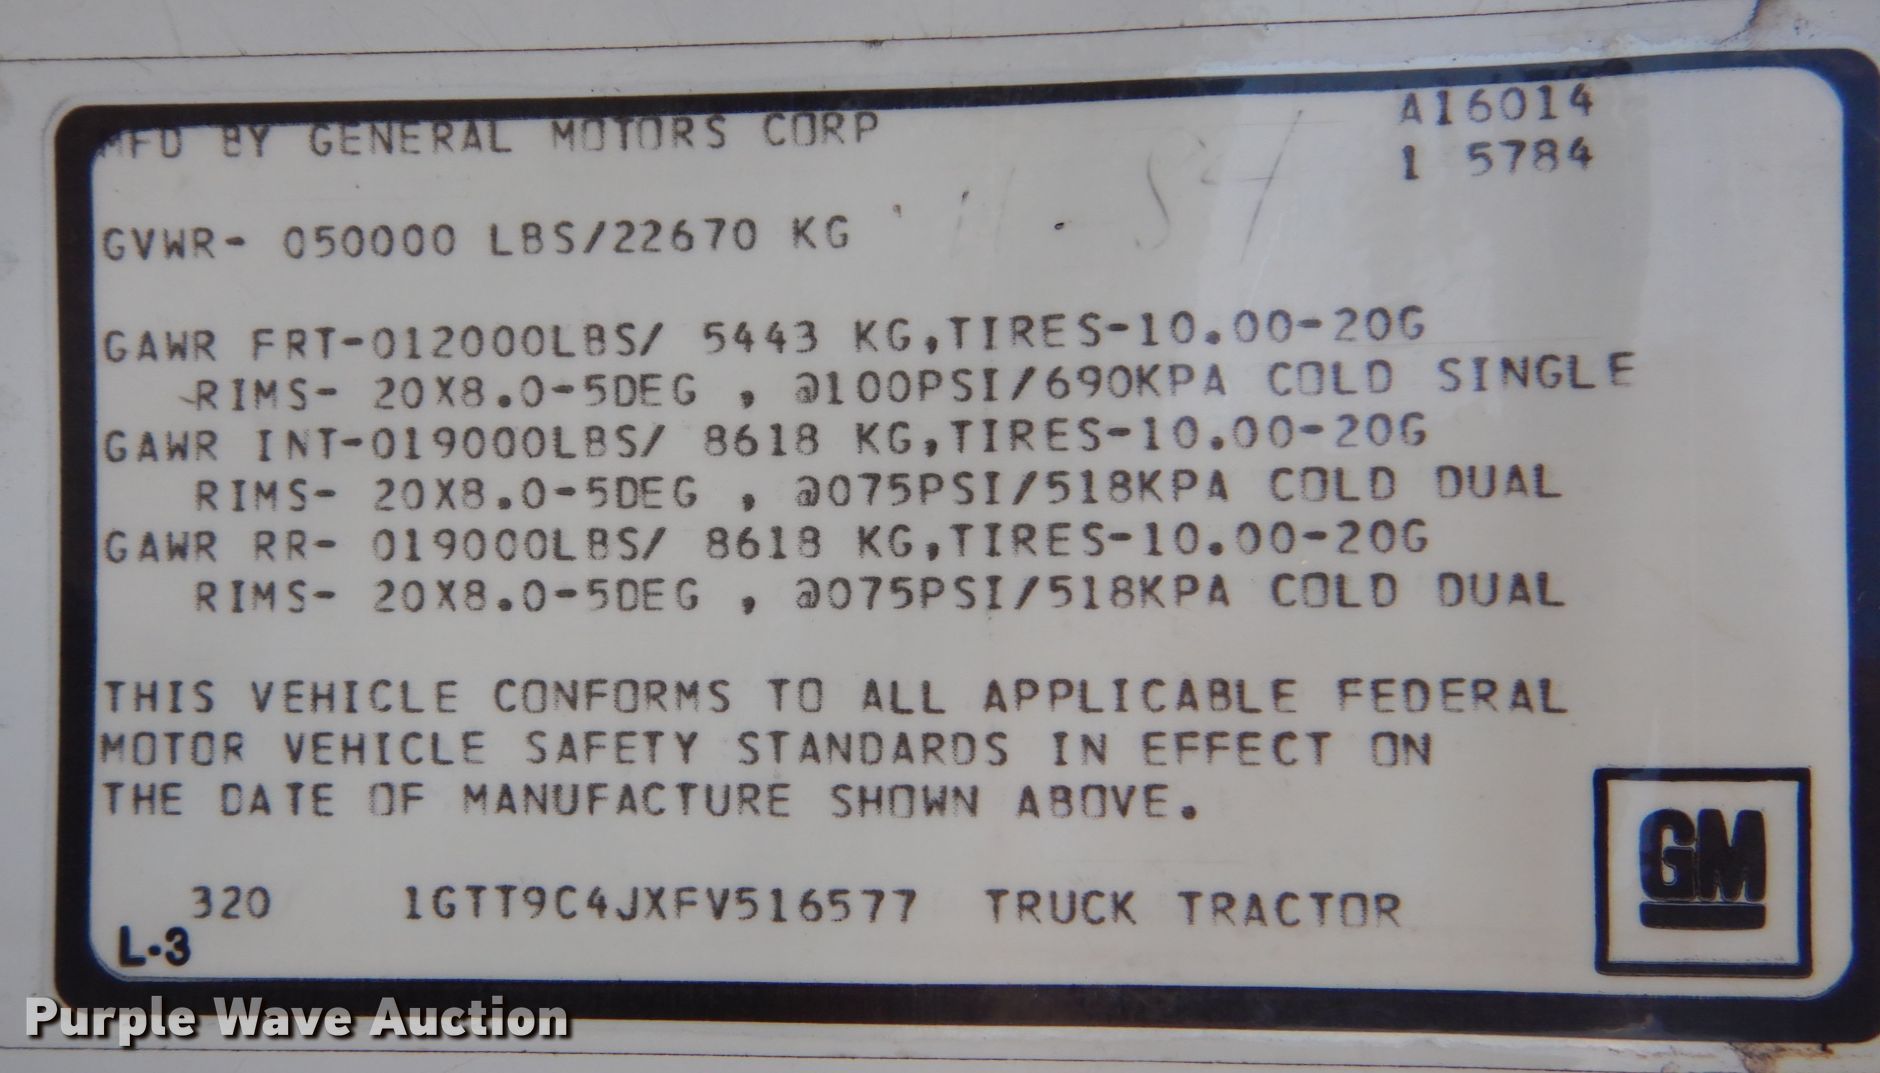 A16014
MFD BY GENERAL MOTORS CORP
1 5784
GVWR- 050000 LBS/22670 KG
GAWR FRT-012000LBS/ 5443 KG,TIRES-10.00-20G
RIMS- 20X8.0-5DEG , @100PSI/690KPA COLD SINGLE
GAWR INT-019000LBS/ 8618 KG,TIRES-10.00-20G
RIMS- 20X8.0-5DEG , @075PSI/518KPA COLD DUAL
GAWR RR- 019000LBS/ 8618 KG,TIRES-10.00-20G
RIMS- 20X8.0-5DEG , @075PSI/518KPA COLD DUAL
THIS VEHICLE CONFORMS TO ALL APPLICABLE FEDERAL
MOTOR VEHICLE SAFETY STANDARDS IN EFFECT ON
THE DATE OF MANUFACTURE SHOWN ABOVE.
GM
320 1GTT9C4JXFV516577 TRUCK TRACTOR
L-3
Purple Wave Auction